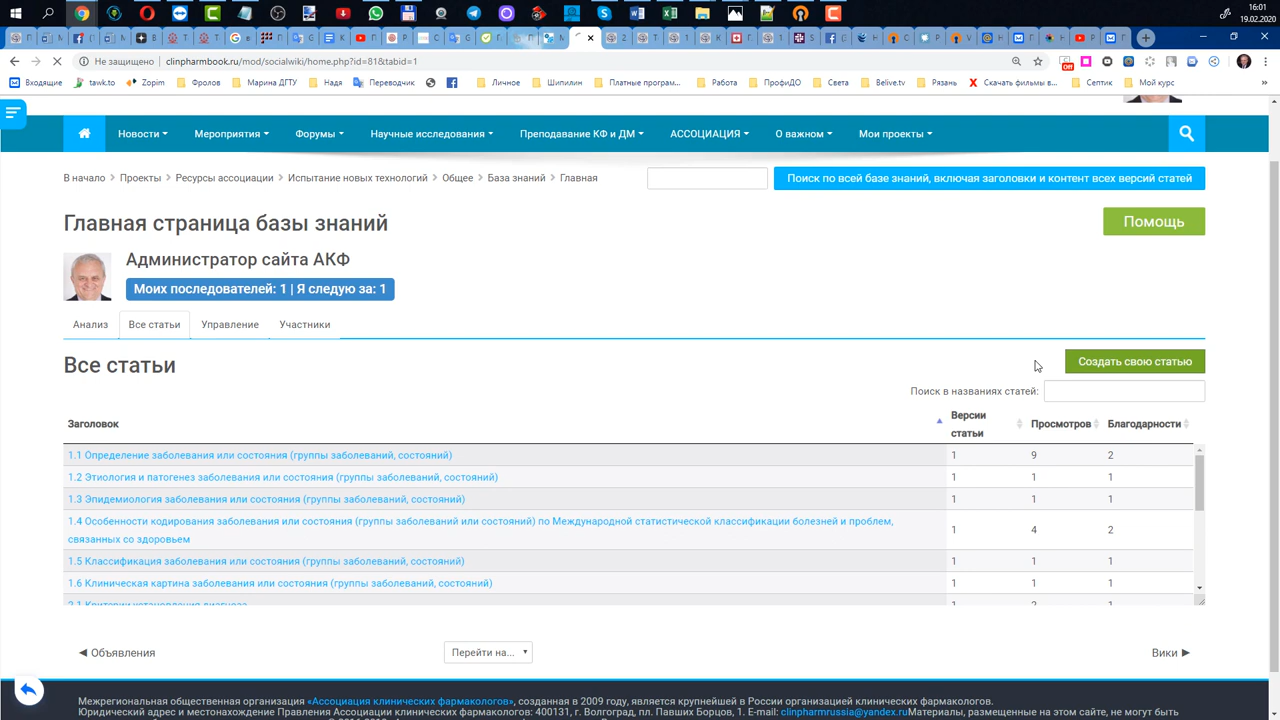 16:01
19.02.2020
Не защищено | clinpharmbook.ru/mod/socialwiki/home.php?id=81&tabid=1
Off
Входящие tawk.to Zopim Фролов Марина ДГТУ Надя Переводчик Личное Шипилин Платные програм... Работа ПрофиДО Света Belive.tv Рязань Скачать фильмы в... Септик Мой курс
Новости Мероприятия Форумы Научные исследования Преподавание КФ и ДМ АССОЦИАЦИЯ О важном Мои проекты
В начало > Проекты > Ресурсы ассоциации > Испытание новых технологий > Общее > База знаний > Главная
Поиск по всей базе знаний, включая заголовки и контент всех версий статей
Главная страница базы знаний
Помощь
Администратор сайта АКФ
Моих последователей: 1 | Я следую за: 1
Анализ Все статьи Управление Участники
Все статьи
Создать свою статью
Поиск в названиях статей:
Заголовок Версии статьи Просмотров Благодарности
1.1 Определение заболевания или состояния (группы заболеваний, состояний) 1 9 2
1.2 Этиология и патогенез заболевания или состояния (группы заболеваний, состояний) 1 1 1
1.3 Эпидемиология заболевания или состояния (группы заболеваний, состояний) 1 1 1
1.4 Особенности кодирования заболевания или состояния (группы заболеваний или состояний) по Международной статистической классификации болезней и проблем,
связанных со здоровьем 1 4 2
1.5 Классификация заболевания или состояния (группы заболеваний, состояний) 1 1 1
1.6 Клиническая картина заболевания или состояния (группы заболеваний, состояний) 1 1 1
2.1 Критерии установления диагноза 1 2 1
◀ Объявления
Перейти на...
Вики ▶
Межрегиональная общественная организация «Ассоциация клинических фармакологов», созданная в 2009 году, является крупнейшей в России организацией клинических фармакологов.
Юридический адрес и местонахождение Правления Ассоциации клинических фармакологов: 400131, г. Волгоград, пл. Павших Борцов, 1. E-mail: clinpharmrussia@yandex.ruМатериалы, размещенные на этом сайте, не могут быть